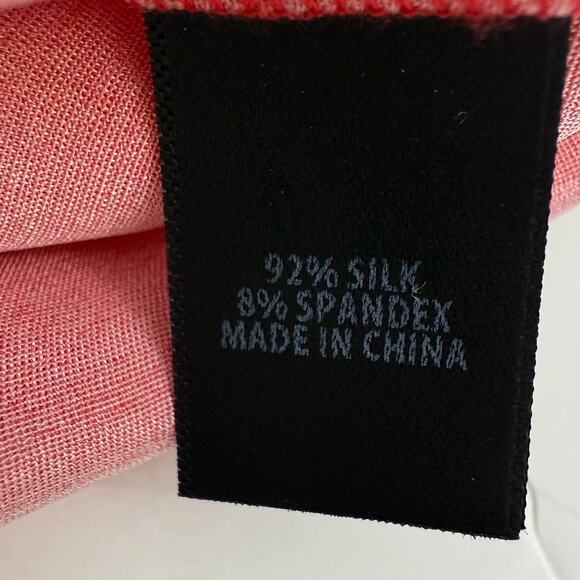 92% SILK
8% SPANDEX
MADE IN CHINA